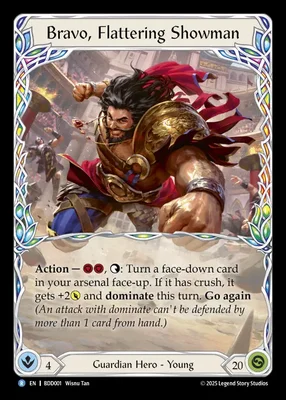 Bravo, Flattering Showman
Action — , : Turn a face-down card
in your arsenal face-up. If it has crush, it
gets +2 and dominate this turn. Go again
(An attack with dominate can't be defended by
more than 1 card from hand.)
4
Guardian Hero - Young
20
R EN | BDD001 Wisnu Tan
© 2025 Legend Story Studios